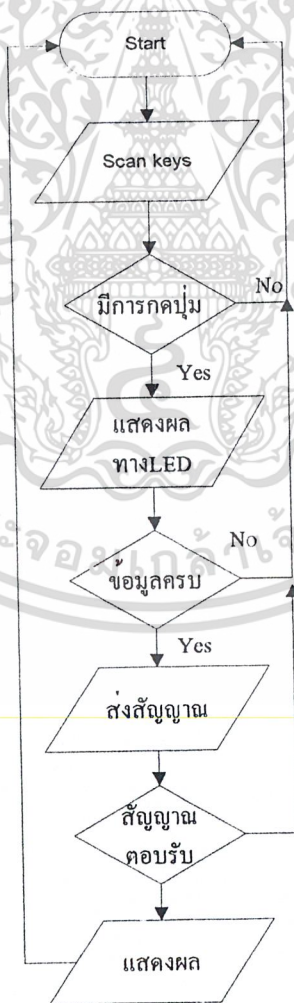 Start
Scan keys
มีการกดปุ่ม
No
Yes
แสดงผล
ทางLED
No
ข้อมูลครบ
Yes
ส่งสัญญาณ
สัญญาณ
ตอบรับ
แสดงผล